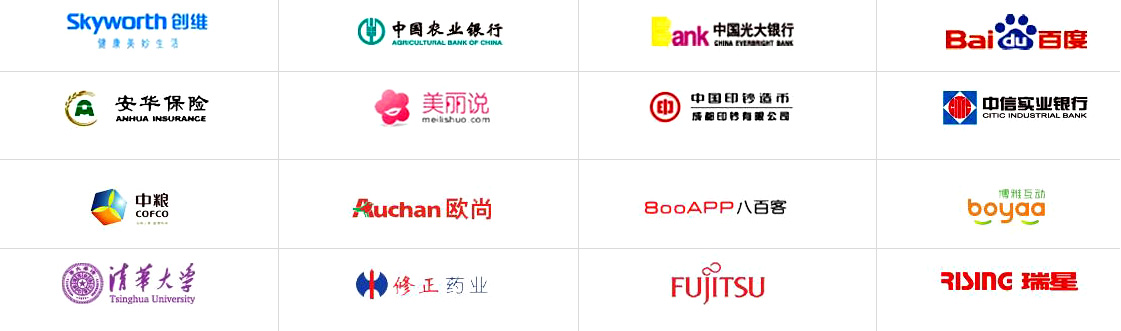 Skyworth 创维
健康美妙生活
中国农业银行
AGRICULTURAL BANK OF CHINA
Bank 中国光大银行
CHINA EVERBRIGHT BANK
Bai du 百度
安华保险
ANHUA INSURANCE
美丽说
meilishuo.com
中国印钞造币
成都印钞有限公司
中信实业银行
CITIC INDUSTRIAL BANK
中粮
COFCO
Auchan 欧尚
800APP 八百客
博雅互动
boyaa
清华大学
Tsinghua University
修正药业
FUJITSU
RISING 瑞星